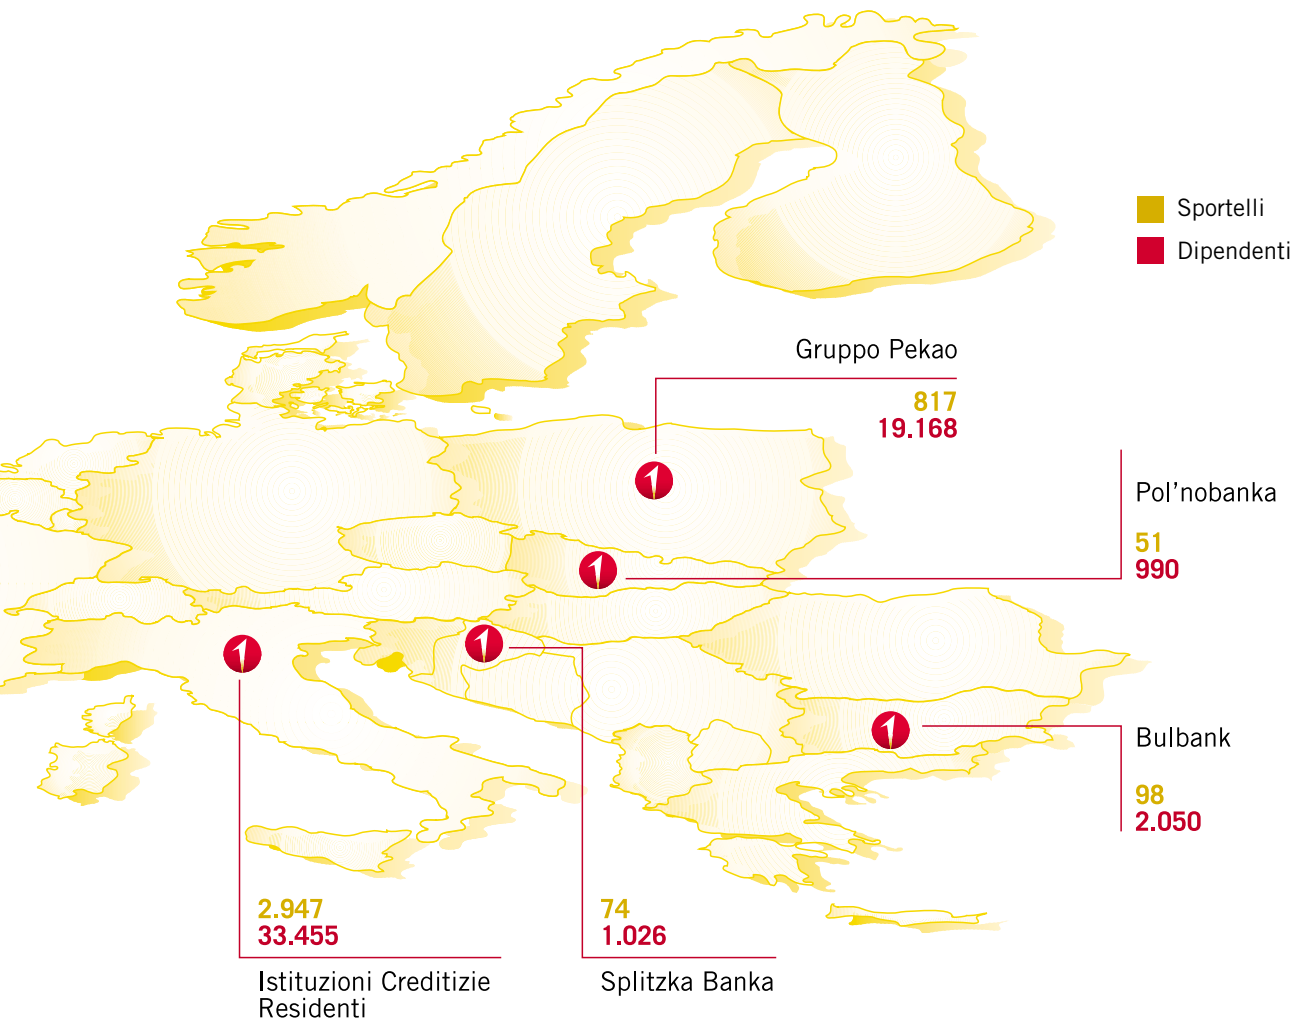 Sportelli
Dipendenti
Gruppo Pekao
817
19.168
Pol'nobanka
51
990
Bulbank
98
2.050
2.947
33.455
Istituzioni Creditizie
Residenti
74
1.026
Splitzka Banka